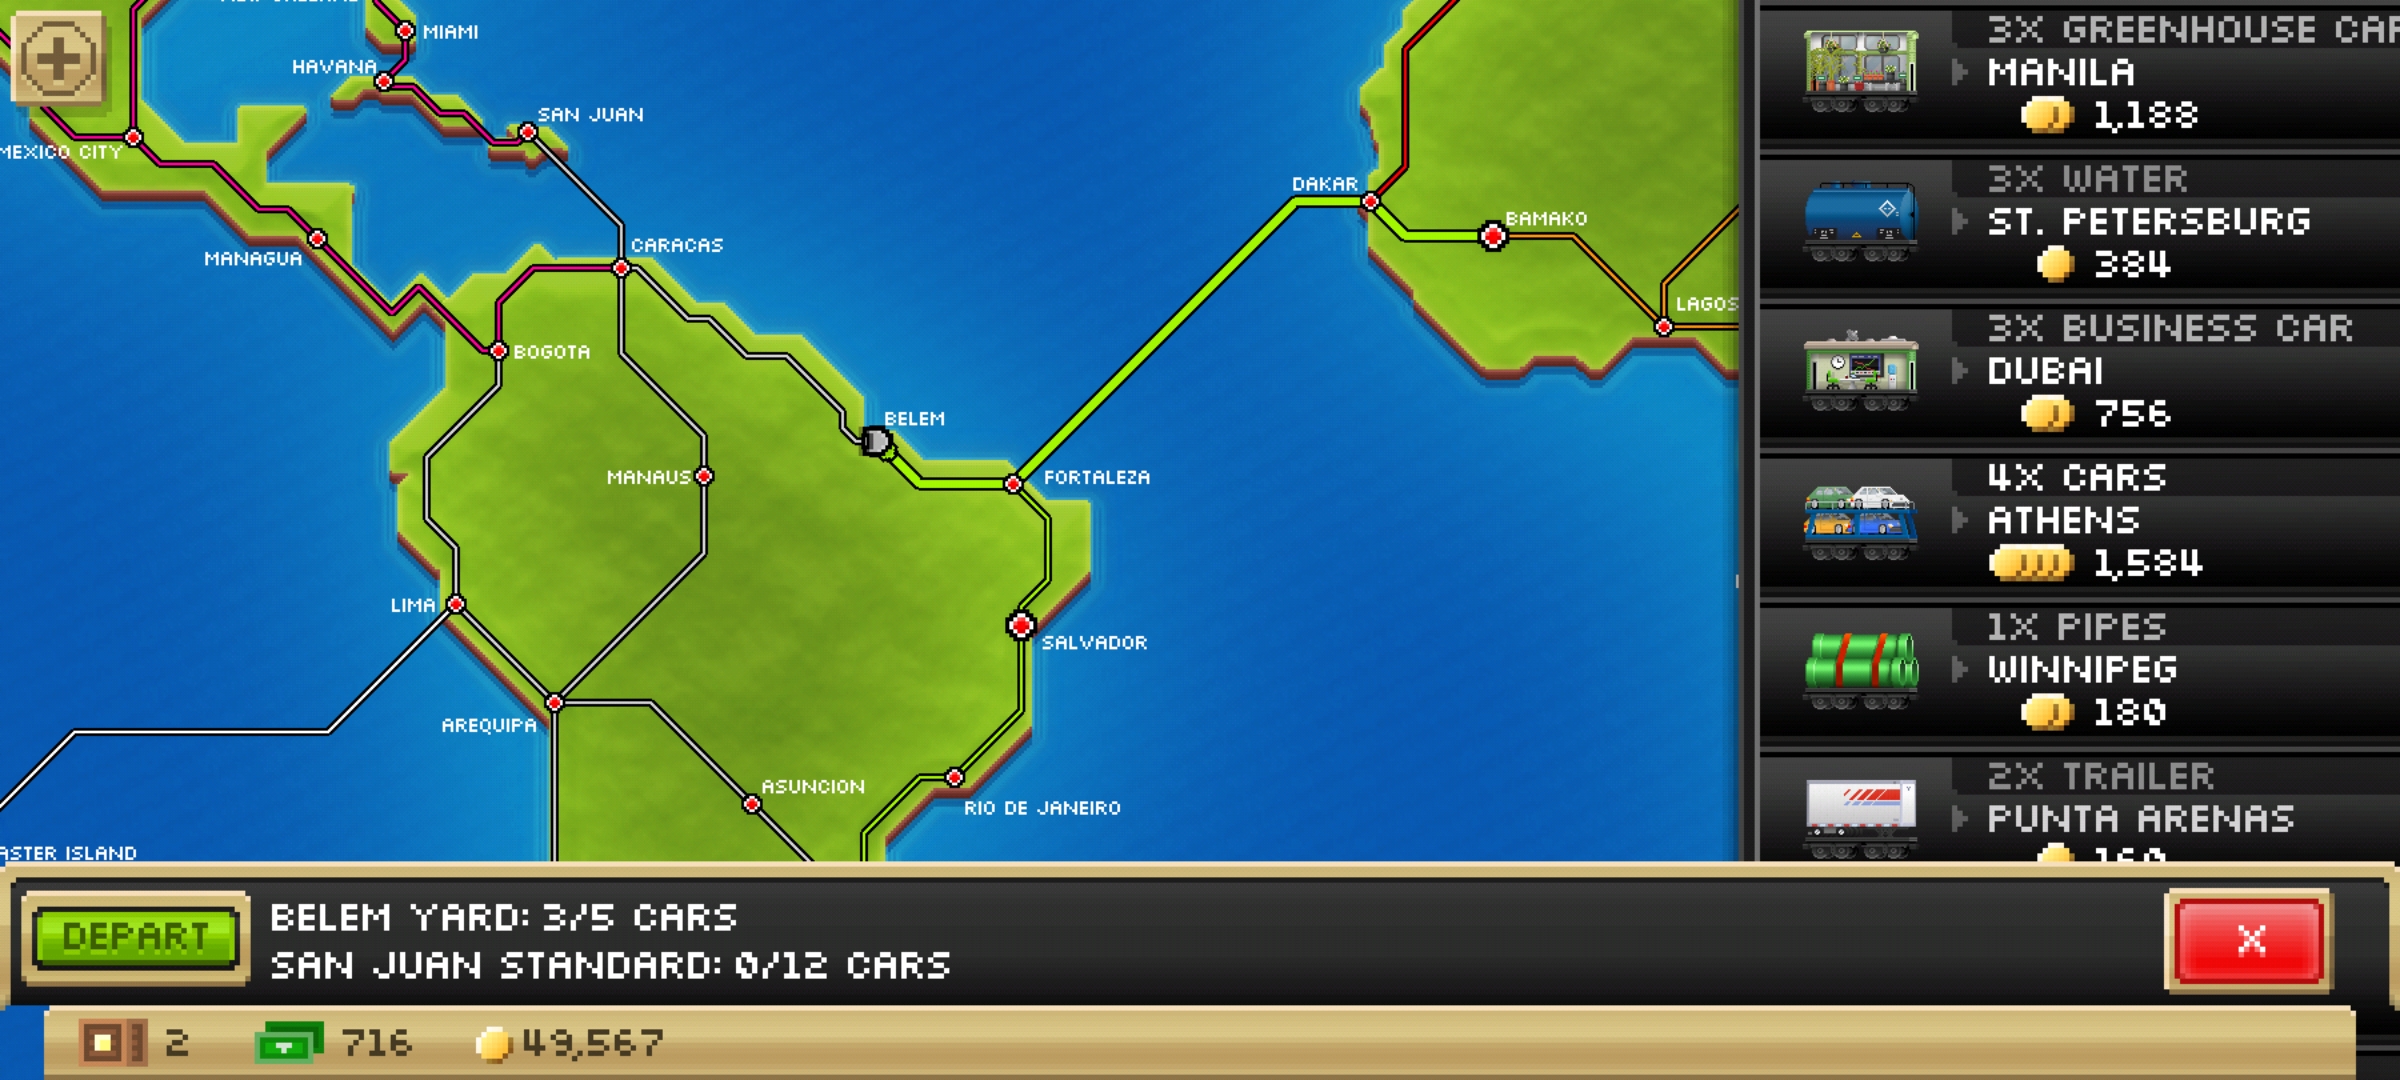 MIAMI
HAVANA
SAN JUAN
MEXICO CITY
MANAGUA
CARACAS
BOGOTA
BELEM
MANAUS
FORTALEZA
LIMA
SALVADOR
AREQUIPA
ASUNCION
RIO DE JANEIRO
ASTER ISLAND
DAKAR
BAMAKO
LAGOS
3X GREENHOUSE CAR
MANILA
1,188
3X WATER
ST. PETERSBURG
384
3X BUSINESS CAR
DUBAI
756
4X CARS
ATHENS
1,584
1X PIPES
WINNIPEG
180
2X TRAILER
PUNTA ARENAS
160
DEPART
BELEM YARD: 3/5 CARS
SAN JUAN STANDARD: 0/12 CARS
X
2
716
49,567